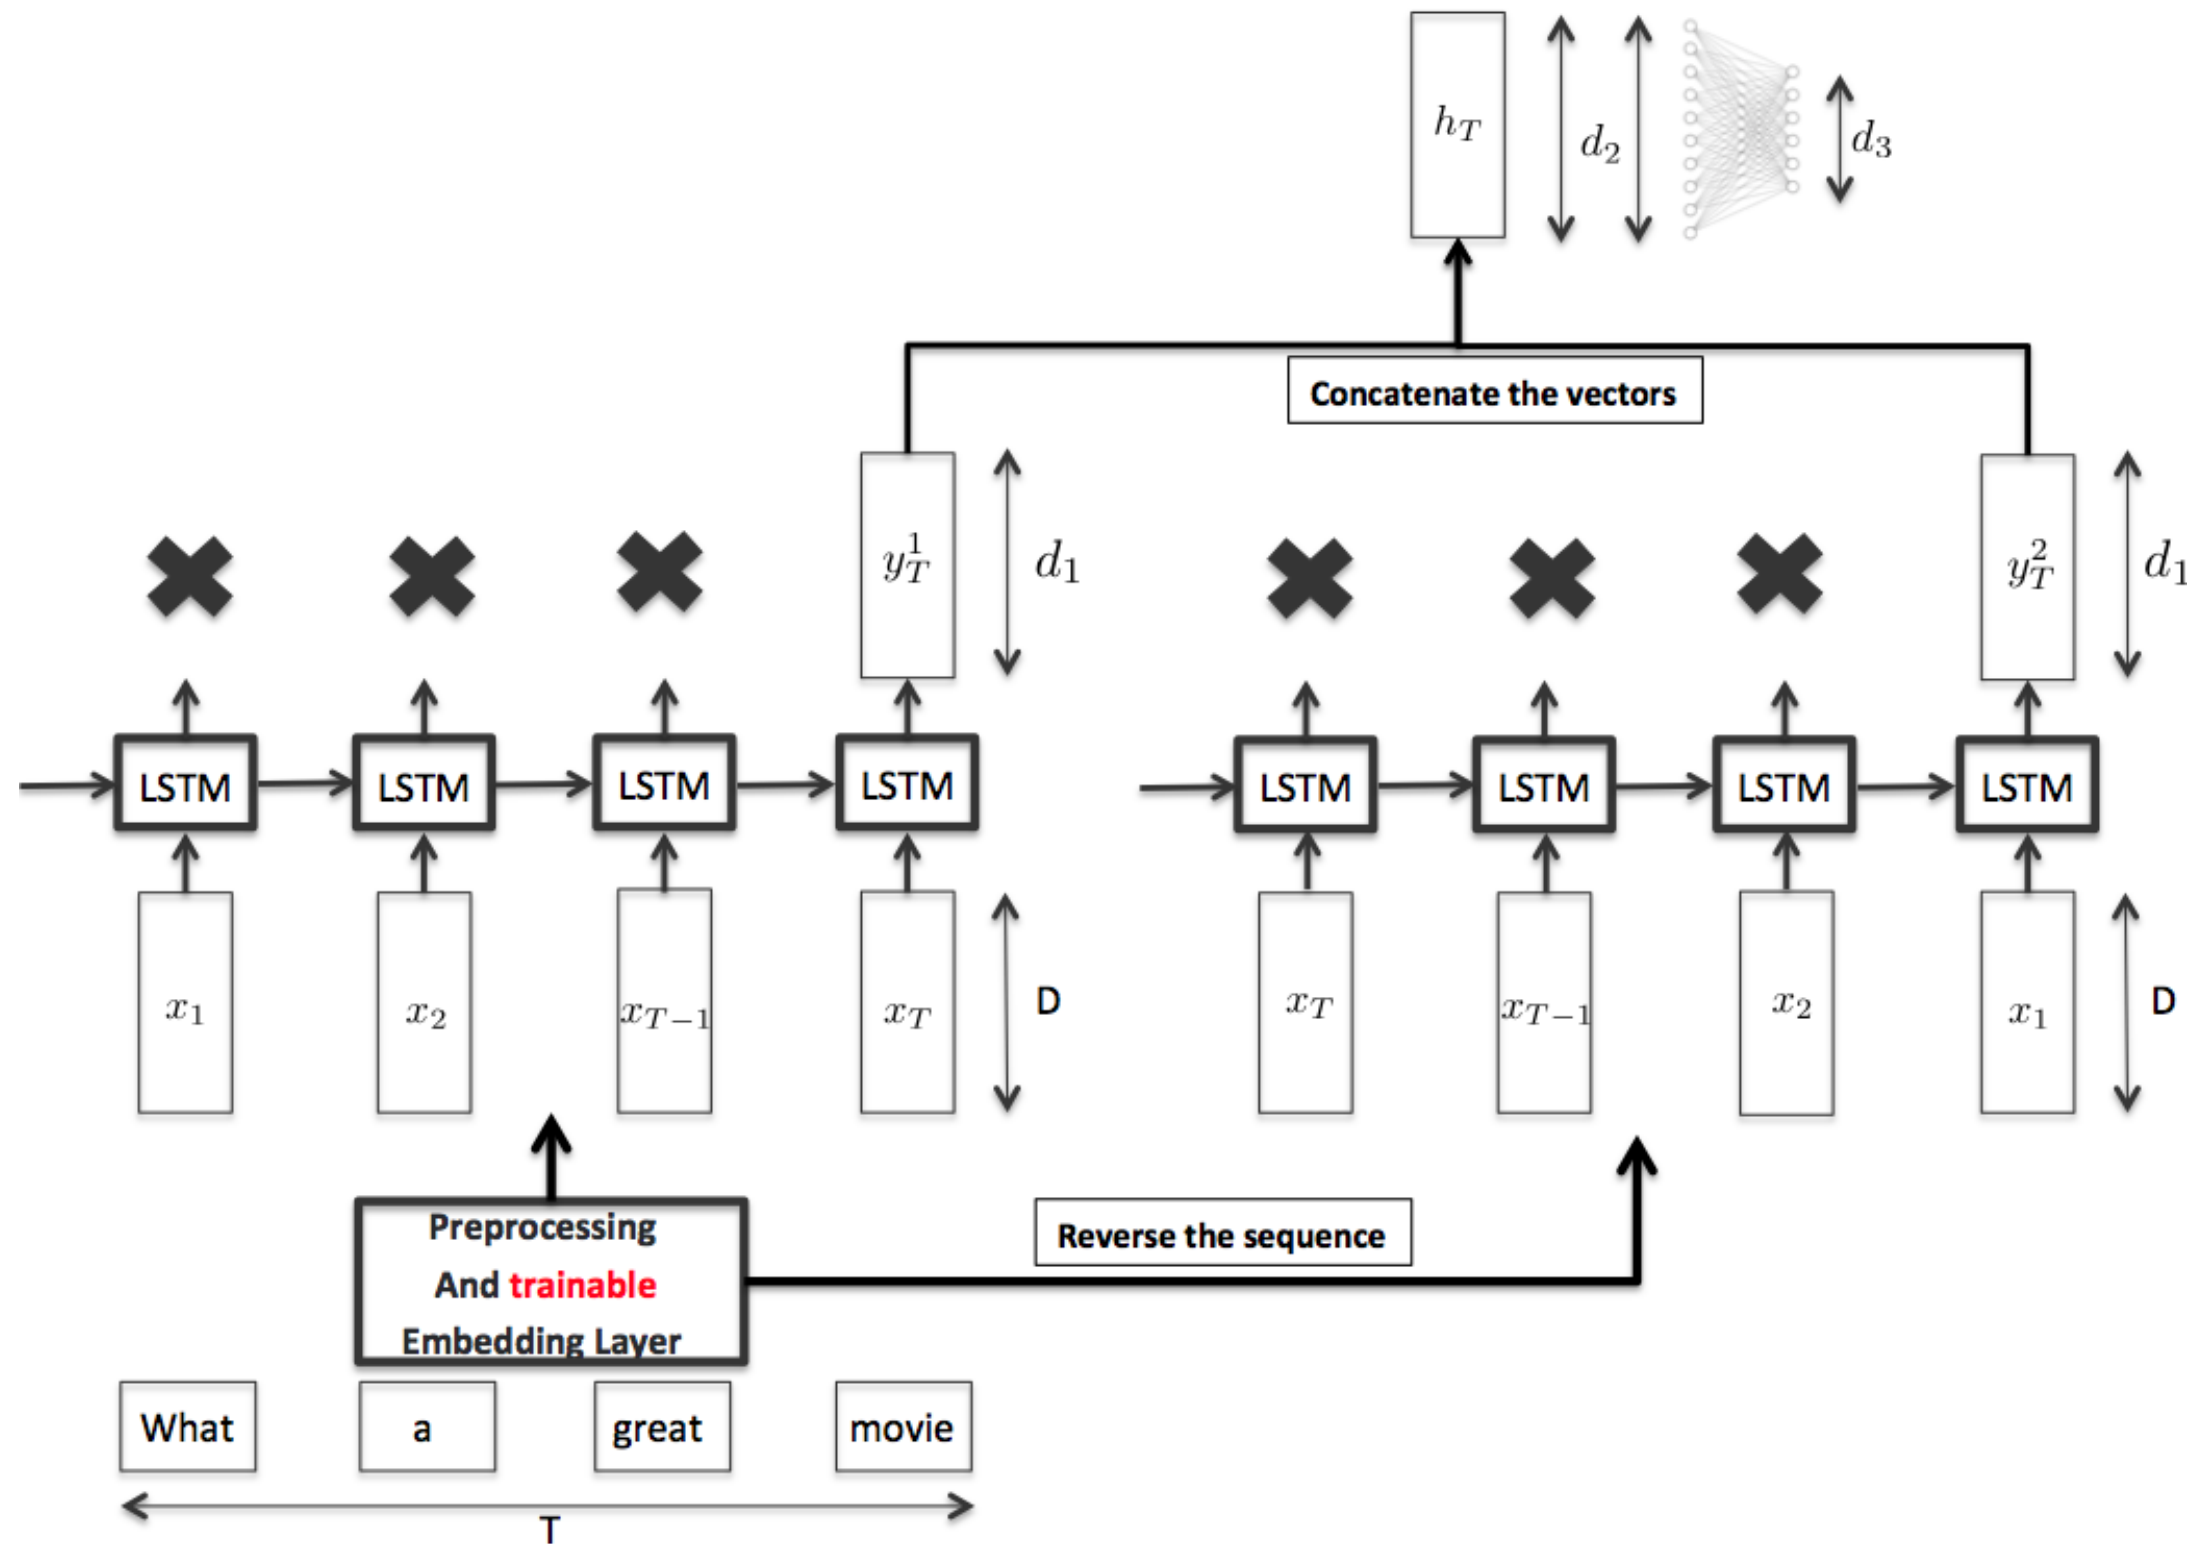 h_T
d_2
d_3
Concatenate the vectors
y_T^1
d_1
y_T^2
d_1
LSTM LSTM LSTM LSTM LSTM LSTM LSTM LSTM
x_1 x_2 x_{T-1} x_T D x_T x_{T-1} x_2 x_1 D
Preprocessing
And trainable
Embedding Layer
Reverse the sequence
What a great movie
T